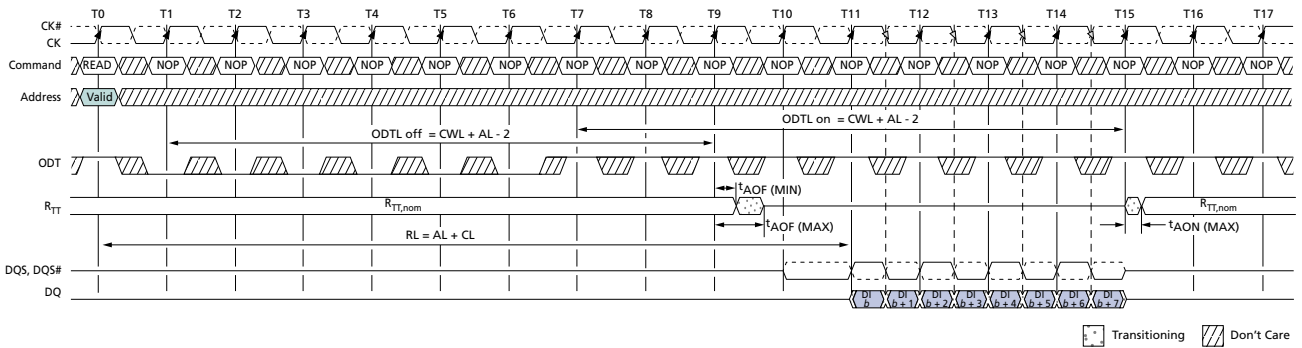 T0 T1 T2 T3 T4 T5 T6 T7 T8 T9 T10 T11 T12 T13 T14 T15 T16 T17
CK#
CK
Command READ NOP NOP NOP NOP NOP NOP NOP NOP NOP NOP NOP NOP NOP NOP NOP NOP NOP
Address Valid
ODTL on = CWL + AL - 2
ODTL off = CWL + AL - 2
ODT
tAOF (MIN)
RTT RTT,nom RTT,nom
tAOF (MAX) tAON (MAX)
RL = AL + CL
DQS, DQS#
DQ
DI b DI b + 1 DI b + 2 DI b + 3 DI b + 4 DI b + 5 DI b + 6 DI b + 7
Transitioning Don't Care